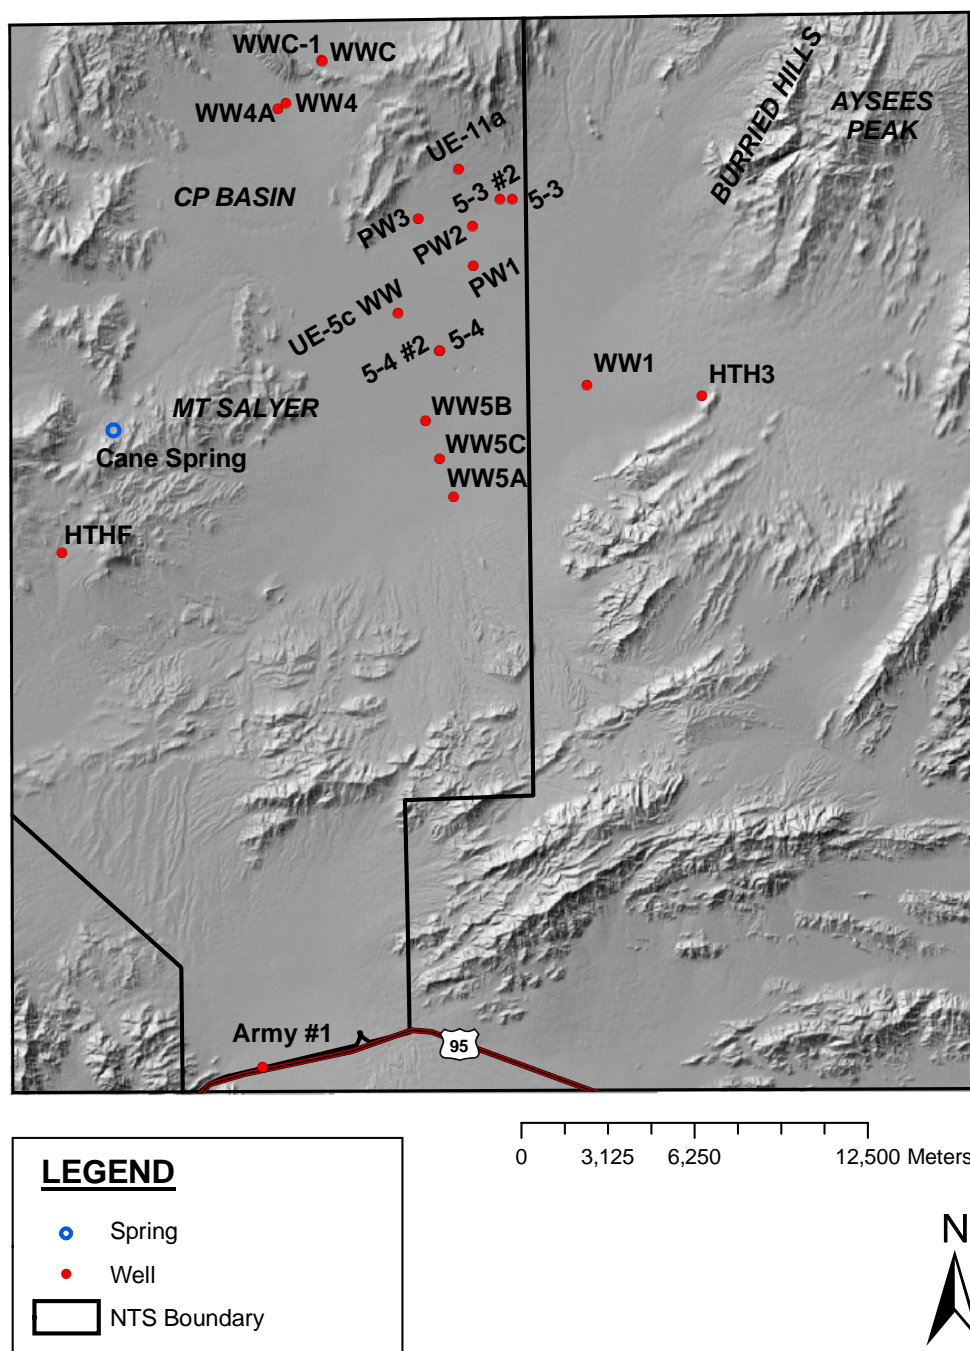 WWC-1
WWC
BURRIED HILLS
AYSEES
PEAK
WW4A
WW4
UE-11a
CP BASIN
5-3 #2
5-3
PW3
PW2
PW1
UE-5c WW
5-4 #2
5-4
WW1
HTH3
MT SALYER
WW5B
Cane Spring
WW5C
WW5A
HTHF
Army #1
95
0 3,125 6,250 12,500 Meters
LEGEND
Spring
Well
NTS Boundary
N